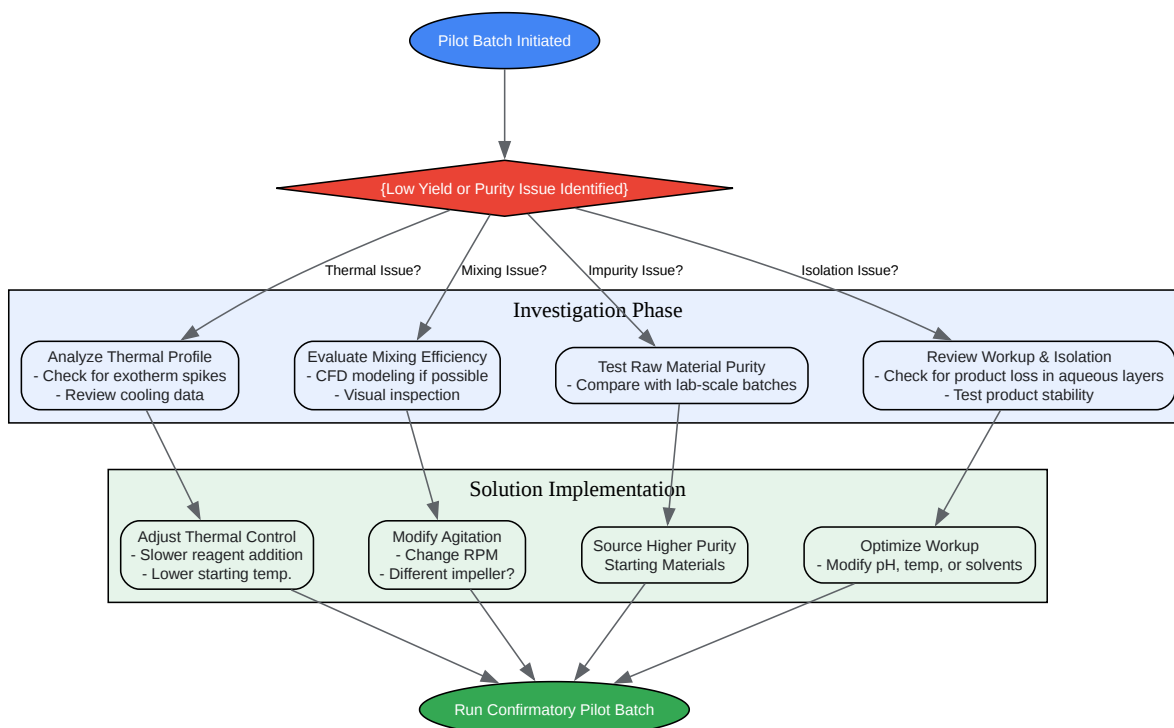 Pilot Batch Initiated
{Low Yield or Purity Issue Identified}
Thermal Issue?
Mixing Issue?
Impurity Issue?
Isolation Issue?
Investigation Phase
Analyze Thermal Profile
- Check for exotherm spikes
- Review cooling data
Evaluate Mixing Efficiency
- CFD modeling if possible
- Visual inspection
Test Raw Material Purity
- Compare with lab-scale batches
Review Workup & Isolation
- Check for product loss in aqueous layers
- Test product stability
Solution Implementation
Adjust Thermal Control
- Slower reagent addition
- Lower starting temp.
Modify Agitation
- Change RPM
- Different impeller?
Source Higher Purity
Starting Materials
Optimize Workup
- Modify pH, temp, or solvents
Run Confirmatory Pilot Batch